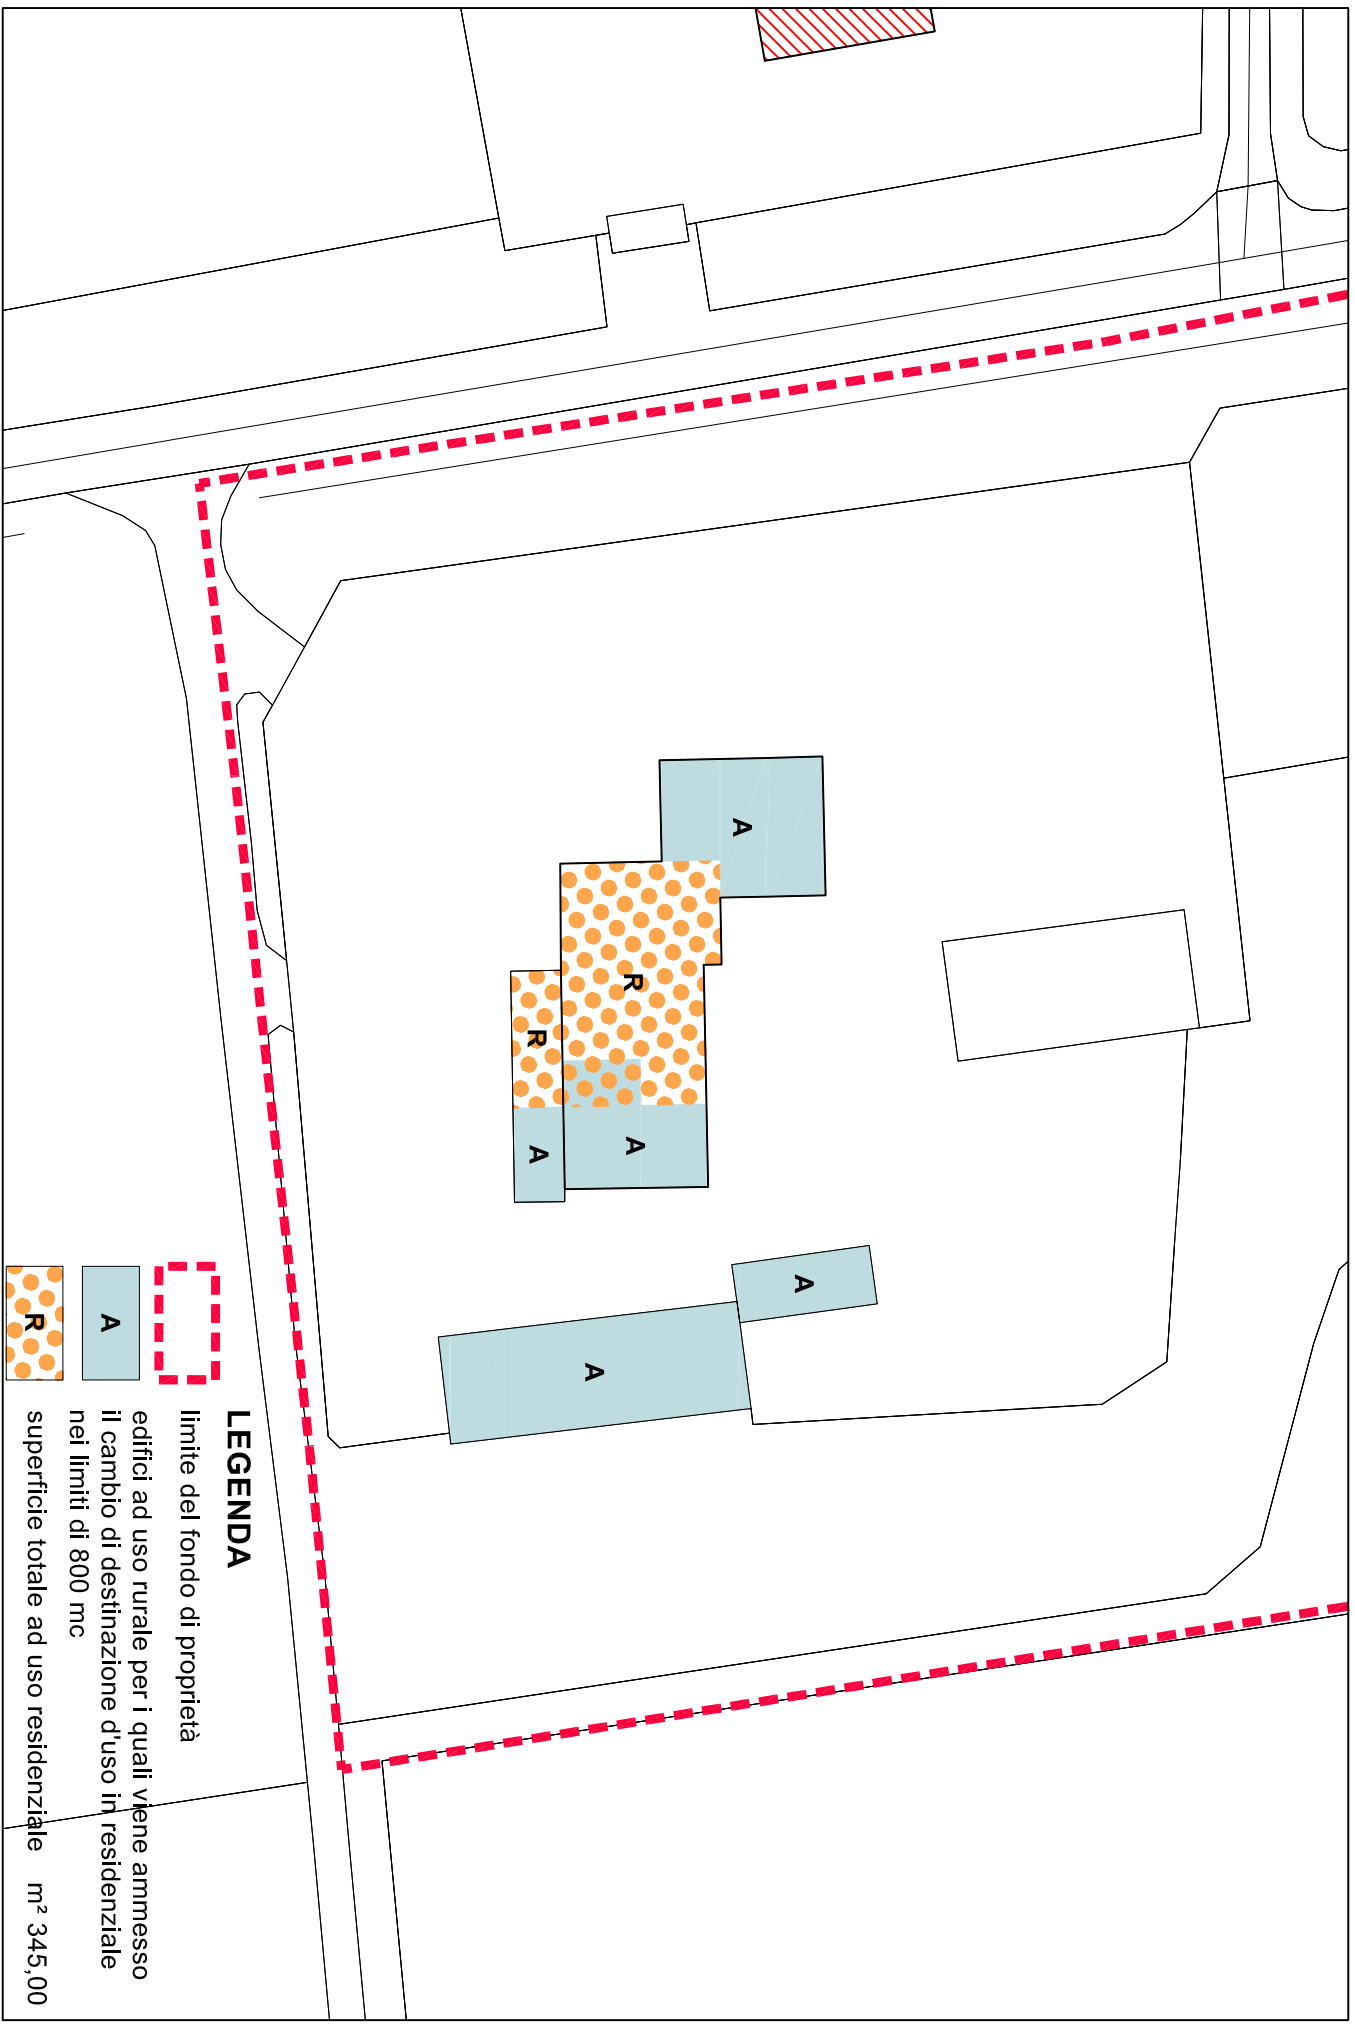 A
R
R
A
A
A
A
LEGENDA
limite del fondo di proprietà
A
edifici ad uso rurale per i quali viene ammesso
il cambio di destinazione d'uso in residenziale
nei limiti di 800 mc
R
superficie totale ad uso residenziale m² 345,00